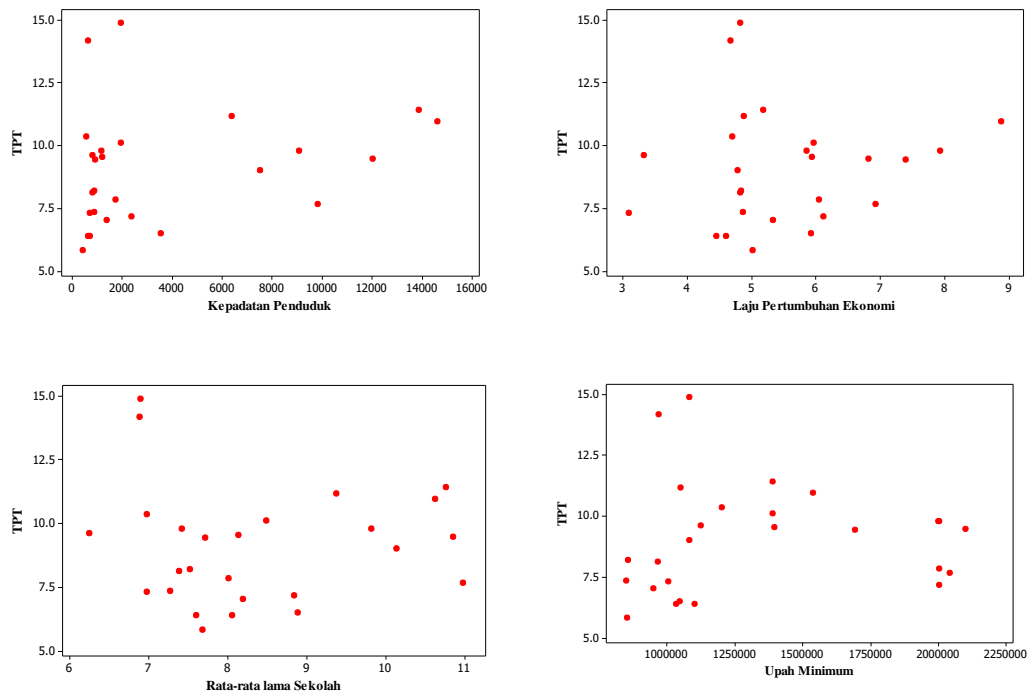 15.0
12.5
TPT
10.0
7.5
5.0
0 2000 4000 6000 8000 10000 12000 14000 16000
Kepadatan Penduduk
15.0
12.5
TPT
10.0
7.5
5.0
3 4 5 6 7 8 9
Laju Pertumbuhan Ekonomi
15.0
12.5
TPT
10.0
7.5
5.0
6 7 8 9 10 11
Rata-rata lama Sekolah
15.0
12.5
TPT
10.0
7.5
5.0
1000000 1250000 1500000 1750000 2000000 2250000
Upah Minimum